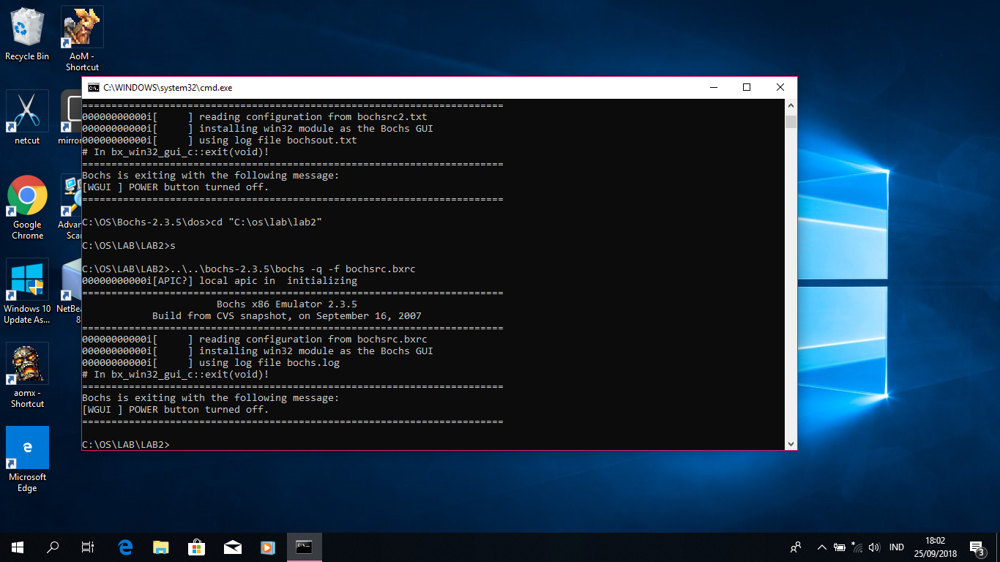 Recycle Bin
AoM -
Shortcut
netcut
mirro
Google
Chrome
Advan
Scar
Windows 10
Update As...
NetBea
8
aomx -
Shortcut
Microsoft
Edge
C:\WINDOWS\system32\cmd.exe
========================================================================
00000000000i[     ] reading configuration from bochsrc2.txt
00000000000i[     ] installing win32 module as the Bochs GUI
00000000000i[     ] using log file bochsout.txt
# In bx_win32_gui_c::exit(void)!
========================================================================
Bochs is exiting with the following message:
[WGUI ] POWER button turned off.
========================================================================
C:\OS\Bochs-2.3.5\dos>cd "C:\os\lab\lab2"
C:\OS\LAB\LAB2>s
C:\OS\LAB\LAB2>..\..\bochs-2.3.5\bochs -q -f bochsrc.bxrc
00000000000i[APIC?] local apic in  initializing
========================================================================
Bochs x86 Emulator 2.3.5
Build from CVS snapshot, on September 16, 2007
========================================================================
00000000000i[     ] reading configuration from bochsrc.bxrc
00000000000i[     ] installing win32 module as the Bochs GUI
00000000000i[     ] using log file bochs.log
# In bx_win32_gui_c::exit(void)!
========================================================================
Bochs is exiting with the following message:
[WGUI ] POWER button turned off.
========================================================================
C:\OS\LAB\LAB2>
IND
18:02
25/09/2018
3